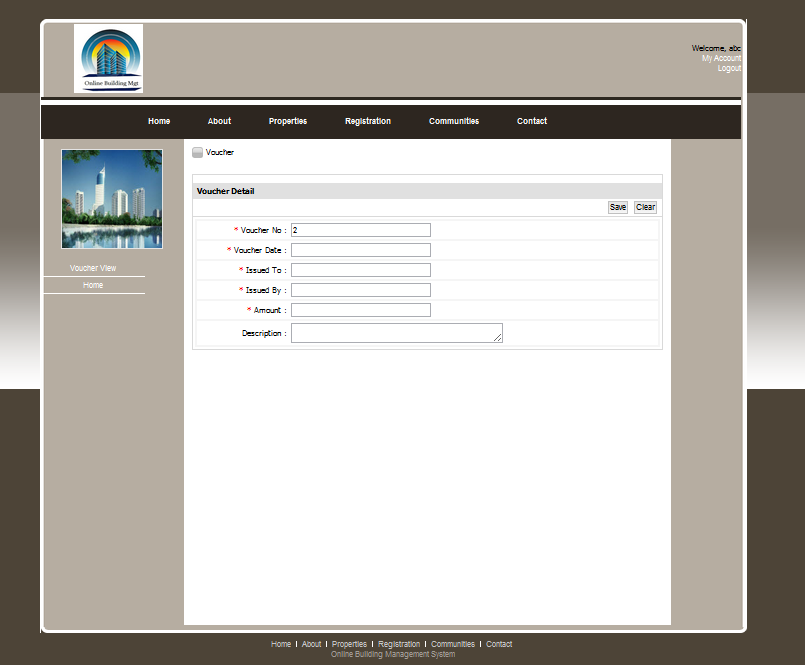 Online Building Mgt
Welcome, abc
My Account
Logout
Home About Properties Registration Communities Contact
Voucher
Voucher Detail
Save Clear
* Voucher No : 2
* Voucher Date :
* Issued To :
* Issued By :
* Amount :
Description :
Voucher View
Home
Home | About | Properties | Registration | Communities | Contact
Online Building Management System